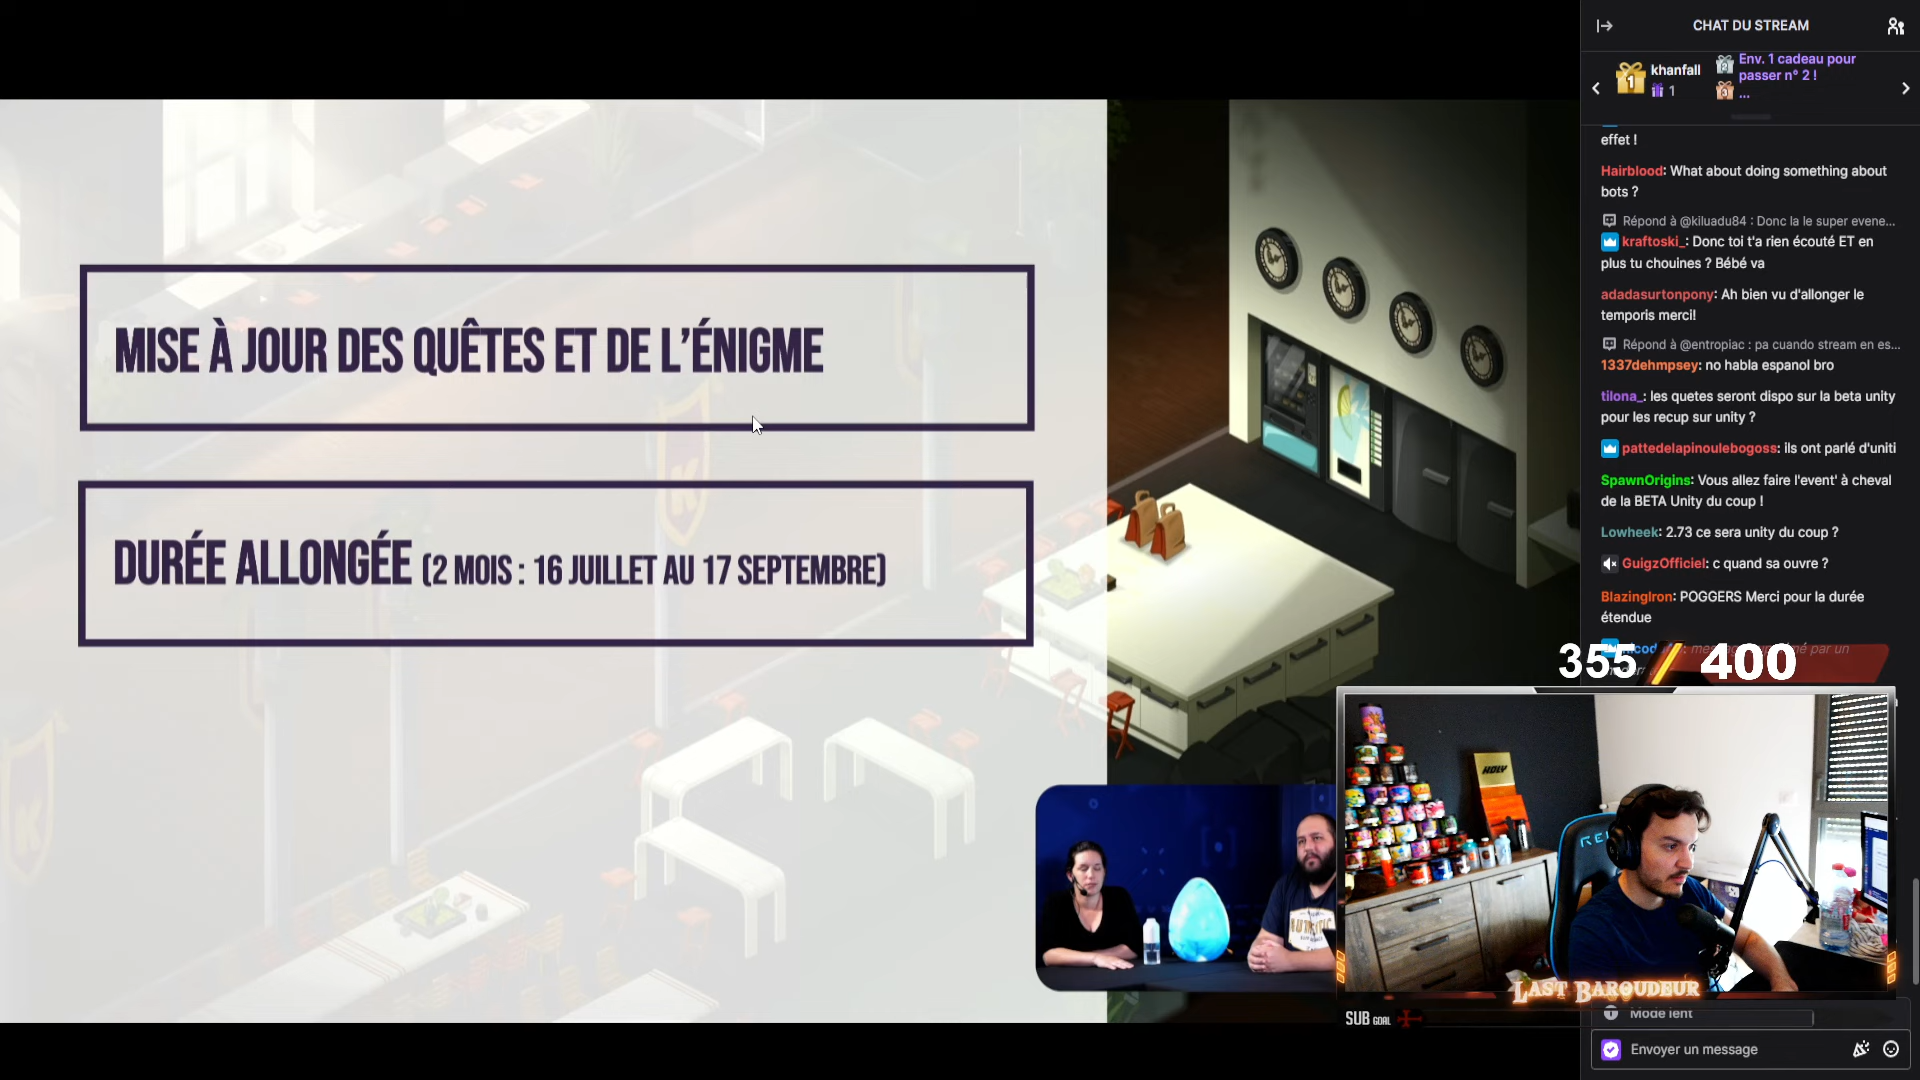 MISE À JOUR DES QUÊTES ET DE L'ÉNIGME
DURÉE ALLONGÉE (2 MOIS : 16 JUILLET AU 17 SEPTEMBRE)
CHAT DU STREAM
1
khanfall
1
2
Env. 1 cadeau pour
passer n° 2 !
3
...
effet !
Hairblood: What about doing something about
bots ?
Répond à @kiluadu84 : Donc la le super evene...
kraftoski_: Donc toi t'a rien écouté ET en
plus tu chouines ? Bébé va
adadasurtonpony: Ah bien vu d'allonger le
temporis merci!
Répond à @entropiac : pa cuando stream en es...
1337dehmpsey: no habla espanol bro
tilona_: les quetes seront dispo sur la beta unity
pour les recup sur unity ?
pattedelapinoulebogoss: ils ont parlé d'uniti
SpawnOrigins: Vous allez faire l'event' à cheval
de la BETA Unity du coup !
Lowheek: 2.73 ce sera unity du coup ?
GuigzOfficiel: c quand sa ouvre ?
BlazingIron: POGGERS Merci pour la durée
étendue
par un
355 / 400
HOLY
LAST BAROUDEUR
SUB GOAL
Mode lent
Envoyer un message